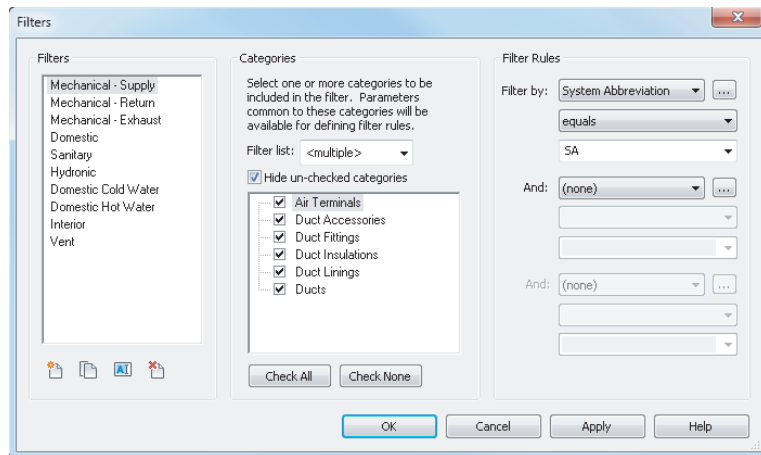 Filters
Filters
Mechanical - Supply
Mechanical - Return
Mechanical - Exhaust
Domestic
Sanitary
Hydronic
Domestic Cold Water
Domestic Hot Water
Interior
Vent
Categories
Select one or more categories to be
included in the filter. Parameters
common to these categories will be
available for defining filter rules.
Filter list: <multiple>
Hide un-checked categories
Air Terminals
Duct Accessories
Duct Fittings
Duct Insulations
Duct Linings
Ducts
Check All Check None
Filter Rules
Filter by: System Abbreviation ...
equals
SA
And: (none) ...
And: (none) ...
OK Cancel Apply Help